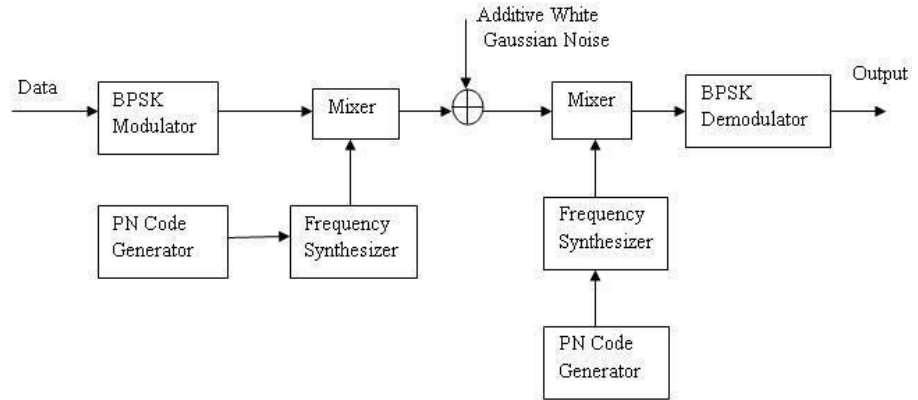 Additive White
Gaussian Noise
Data
BPSK
Modulator
Mixer
Mixer
BPSK
Demodulator
Output
PN Code
Generator
Frequency
Synthesizer
Frequency
Synthesizer
PN Code
Generator